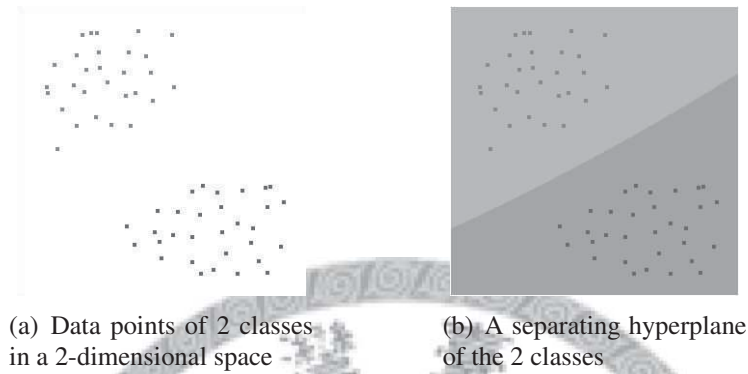 (a) Data points of 2 classes
in a 2-dimensional space
(b) A separating hyperplane
of the 2 classes